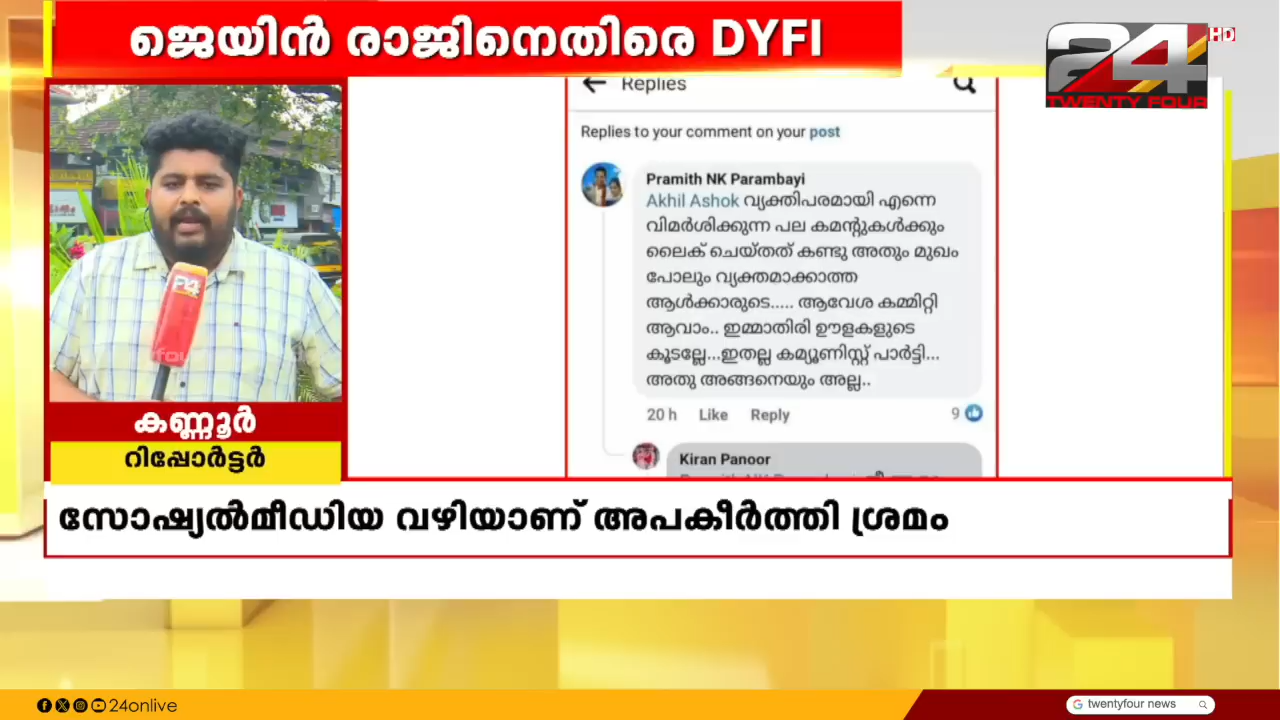 ജെയിൻ രാജിനെതിരെ DYFI
24 HD
TWENTY FOUR
Replies
Replies to your comment on your post
Pramith NK Parambayi
Akhil Ashok വ്യക്തിപരമായി എന്നെ
വിമർശിക്കുന്ന പല കമന്റുകൾക്കും
ലൈക് ചെയ്തത് കണ്ടു അതും മുഖം
പോലും വ്യക്തമാക്കാത്ത
ആൾക്കാരുടെ..... ആവേശ കമ്മിറ്റി
ആവാം.. ഇമ്മാതിരി ഊളകളുടെ
കൂടല്ലേ...ഇതല്ല കമ്യൂണിസ്റ്റ് പാർട്ടി...
അതു അങ്ങനെയും അല്ല..
20 h Like Reply 9
Kiran Panoor
24
കണ്ണൂർ
റിപ്പോർട്ടർ
സോഷ്യൽമീഡിയ വഴിയാണ് അപകീർത്തി ശ്രമം
24onlive
twentyfour news